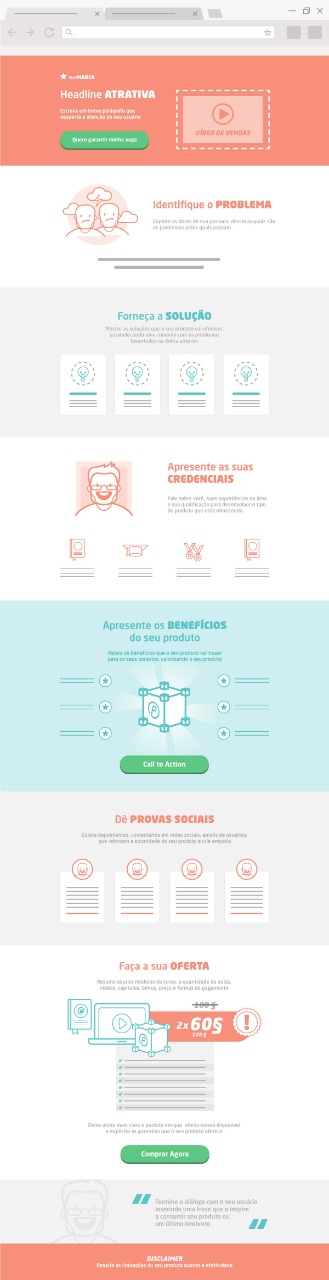 suaMARCA
Headline ATRATIVA
Escreva um breve parágrafo que
desperte a atenção do seu usuário
Quero garantir minha vaga
VÍDEO DE VENDAS
Identifique o PROBLEMA
Explore as dores de sua persona, descreva quais são
os problemas pelos quais passam
Forneça a SOLUÇÃO
Mostre as soluções que o seu produto vai oferecer,
estabelecendo uma conexão com os problemas
levantados na dobra anterior
Apresente as suas
CREDENCIAIS
Fale sobre você, suas experiências na área
e sua qualificação para desenvolver o tipo
de produto que está oferecendo.
Apresente os BENEFÍCIOS
do seu produto
Reúna os benefícios que o seu produto vai trazer
para os seus usuários, valorizando o seu produto
Call to Action
Dê PROVAS SOCIAIS
Colete depoimentos, comentários em redes sociais, emails de usuários,
que reforcem a autoridade do seu produto e crie empatia
Faça a sua OFERTA
Resuma aqui os módulos do curso, a quantidade de aulas,
vídeos, capítulos, bônus, preço e formas de pagamento
100$
2x 60$
120$
Deixe ainda mais claro o período em que oferta estará disponível
e explicite as garantias que o seu produto oferece
Comprar Agora
Termine o diálogo com o seu usuário
inserindo uma frase que o inspire
a consumir seu produto ou
um último lembrete
DISCLAIMER
Ressalte as limitações do seu produto quanto à efetividade